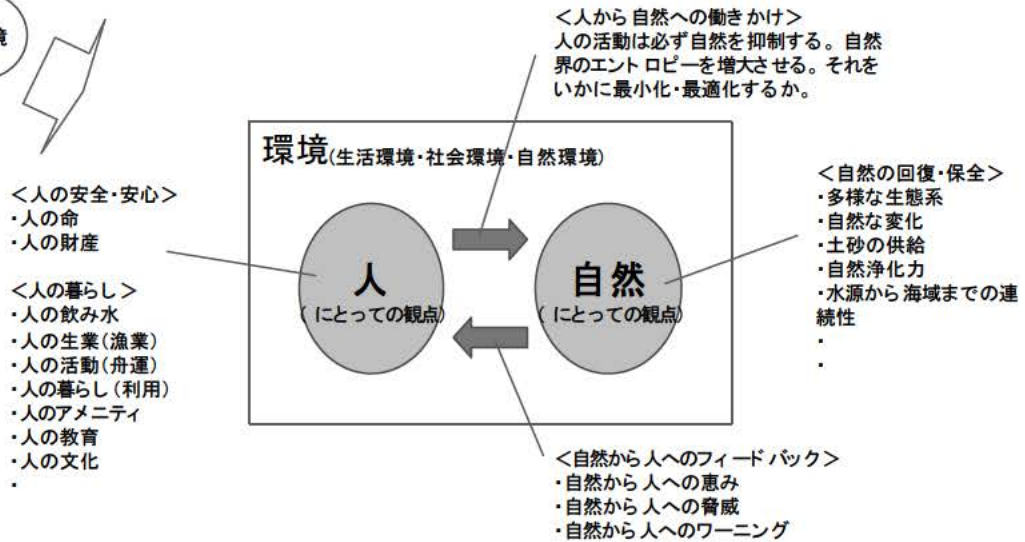 境
＜人から自然への働きかけ＞
人の活動は必ず自然を抑制する。自然
界のエントロピーを増大させる。それを
いかに最小化・最適化するか。
環境(生活環境・社会環境・自然環境)
＜人の安全・安心＞
・人の命
・人の財産
＜人の暮らし＞
・人の飲み水
・人の生業(漁業)
・人の活動(舟運)
・人の暮らし(利用)
・人のアメニティ
・人の教育
・人の文化
・
人
(にとっての観点)
自然
(にとっての観点)
＜自然の回復・保全＞
・多様な生態系
・自然な変化
・土砂の供給
・自然浄化力
・水源から海域までの連
続性
・
・
＜自然から人へのフィードバック＞
・自然から人への恵み
・自然から人への脅威
・自然から人へのワーニング